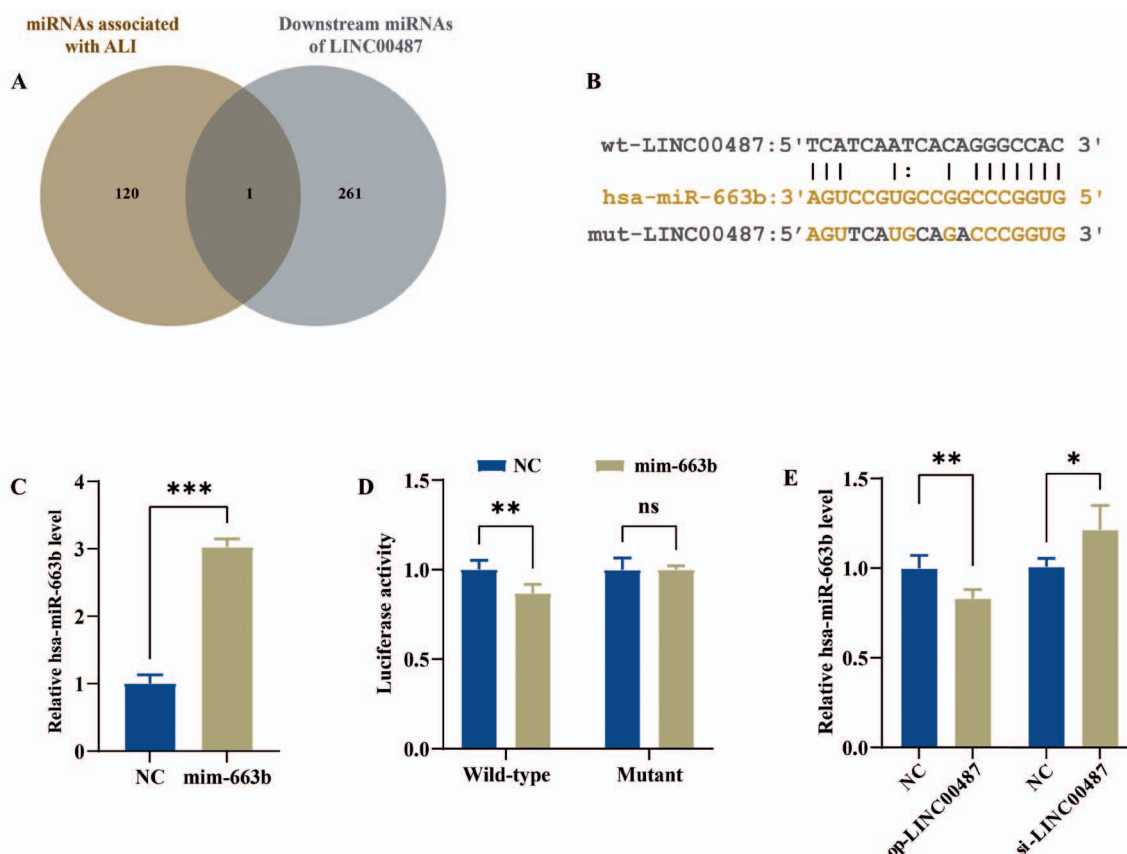 miRNAs associated
with ALI
Downstream miRNAs
of LINC00487
A
120
1
261
B
wt-LINC00487:5'TCATCAATCACAGGGCCAC 3'
hsa-miR-663b:3'AGUCCGUGCCGGCCCGGUG 5'
mut-LINC00487:5’AGUTCAUGCAGACCCGGUG 3'
C
Relative hsa-miR-663b level
4
3
2
1
0
***
NC
mim-663b
D
NC
mim-663b
Luciferase activity
1.5
1.0
0.5
0.0
**
ns
Wild-type
Mutant
E
Relative hsa-miR-663b level
1.5
1.0
0.5
0.0
**
*
NC
op-LINC00487
NC
si-LINC00487